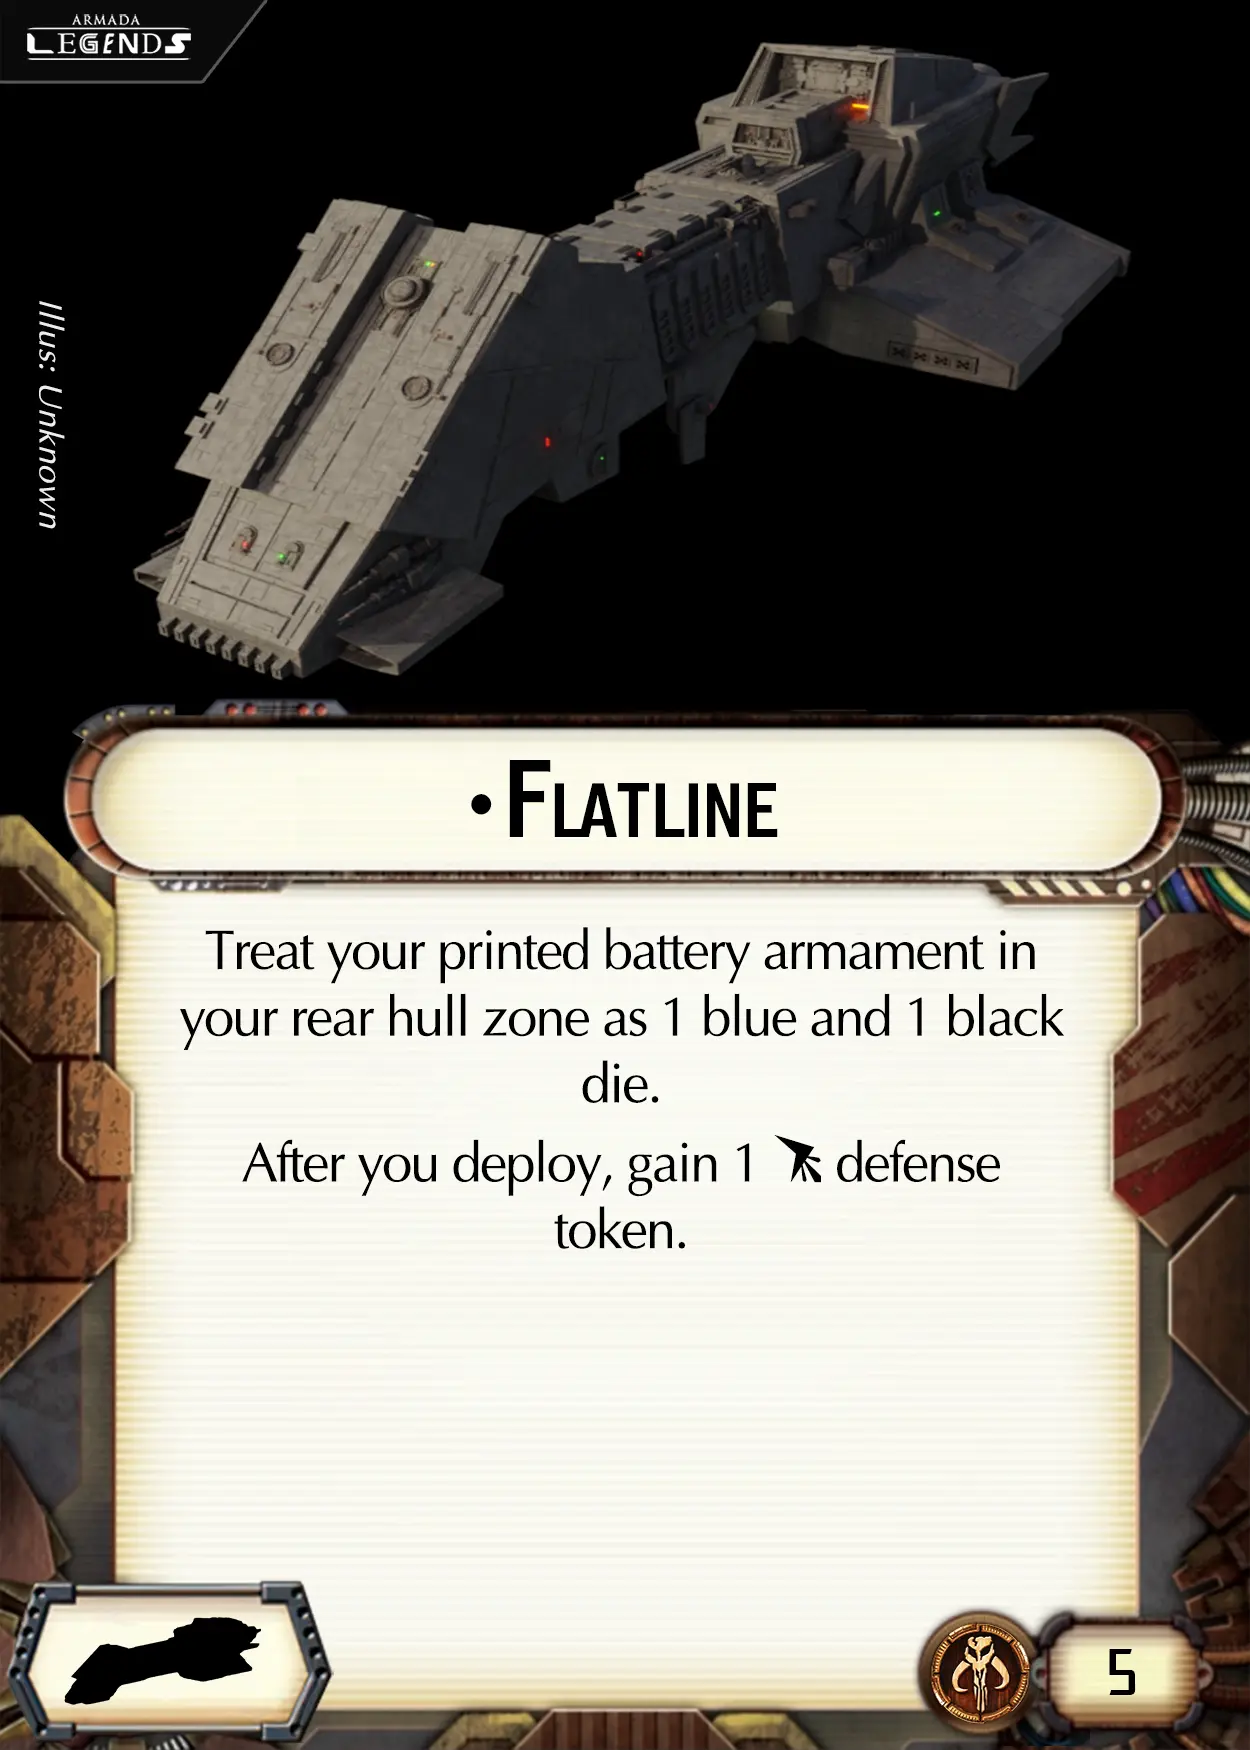 ARMADA
LEGENDS
Illus: Unknown
• FLATLINE
Treat your printed battery armament in
your rear hull zone as 1 blue and 1 black
die.
After you deploy, gain 1 defense
token.
5